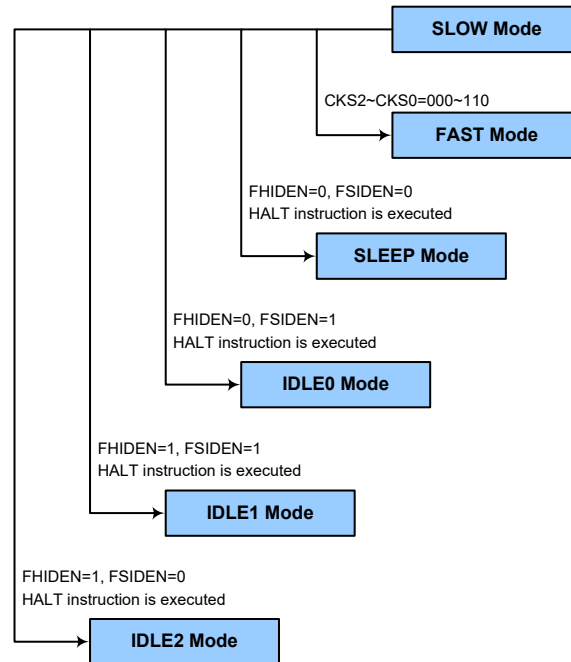 SLOW Mode
CKS2~CKS0=000~110
FAST Mode
FHIDEN=0, FSIDEN=0
HALT instruction is executed
SLEEP Mode
FHIDEN=0, FSIDEN=1
HALT instruction is executed
IDLE0 Mode
FHIDEN=1, FSIDEN=1
HALT instruction is executed
IDLE1 Mode
FHIDEN=1, FSIDEN=0
HALT instruction is executed
IDLE2 Mode